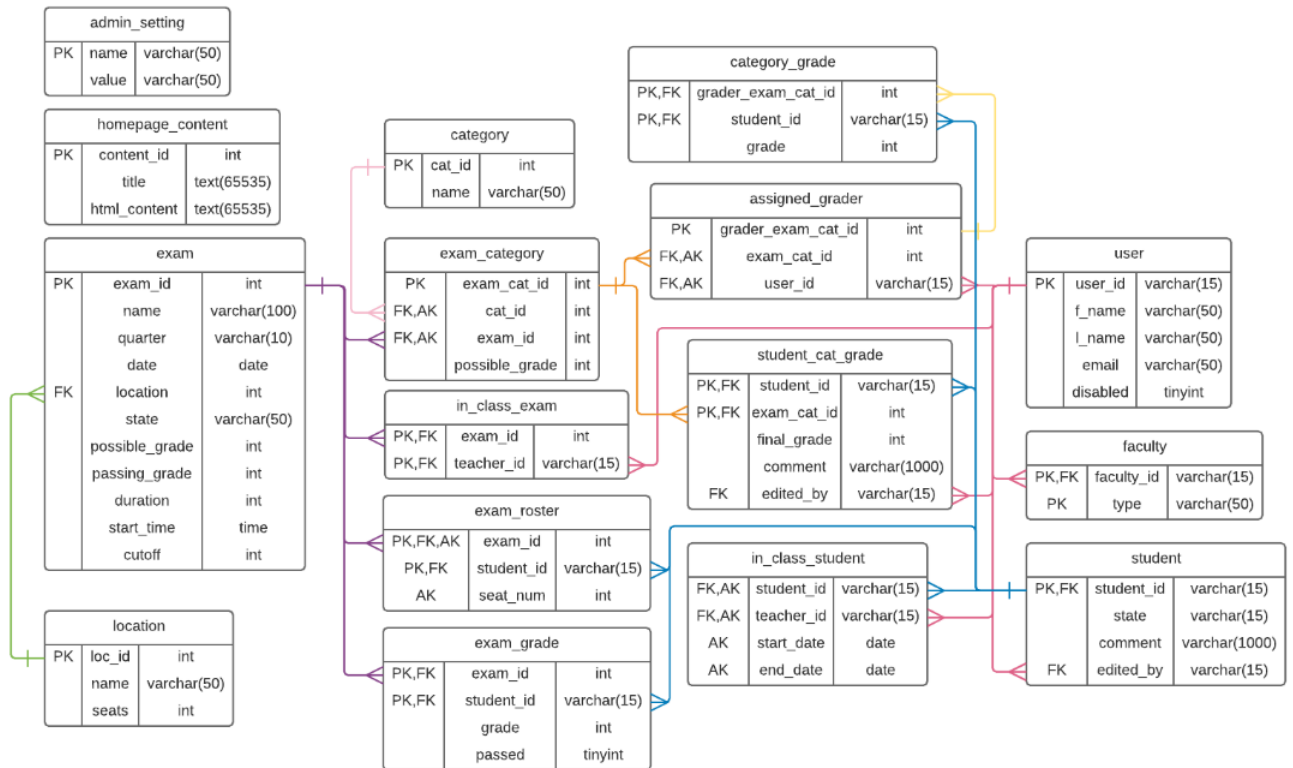 admin_setting
PK name varchar(50)
value varchar(50)
homepage_content
PK content_id int
title text(65535)
html_content text(65535)
exam
PK exam_id int
name varchar(100)
quarter varchar(10)
date date
FK location int
state varchar(50)
possible_grade int
passing_grade int
duration int
start_time time
cutoff int
location
PK loc_id int
name varchar(50)
seats int
category
PK cat_id int
name varchar(50)
exam_category
PK exam_cat_id int
FK,AK cat_id int
FK,AK exam_id int
possible_grade int
in_class_exam
PK,FK exam_id int
PK,FK teacher_id varchar(15)
exam_roster
PK,FK,AK exam_id int
PK,FK student_id varchar(15)
AK seat_num int
exam_grade
PK,FK exam_id int
PK,FK student_id varchar(15)
grade int
passed tinyint
category_grade
PK,FK grader_exam_cat_id int
PK,FK student_id varchar(15)
grade int
assigned_grader
PK grader_exam_cat_id int
FK,AK exam_cat_id int
FK,AK user_id varchar(15)
student_cat_grade
PK,FK student_id varchar(15)
PK,FK exam_cat_id int
final_grade int
comment varchar(1000)
FK edited_by varchar(15)
in_class_student
FK,AK student_id varchar(15)
FK,AK teacher_id varchar(15)
AK start_date date
AK end_date date
user
PK user_id varchar(15)
f_name varchar(50)
l_name varchar(50)
email varchar(50)
disabled tinyint
faculty
PK,FK faculty_id varchar(15)
PK type varchar(50)
student
PK,FK student_id varchar(15)
state varchar(15)
comment varchar(1000)
FK edited_by varchar(15)